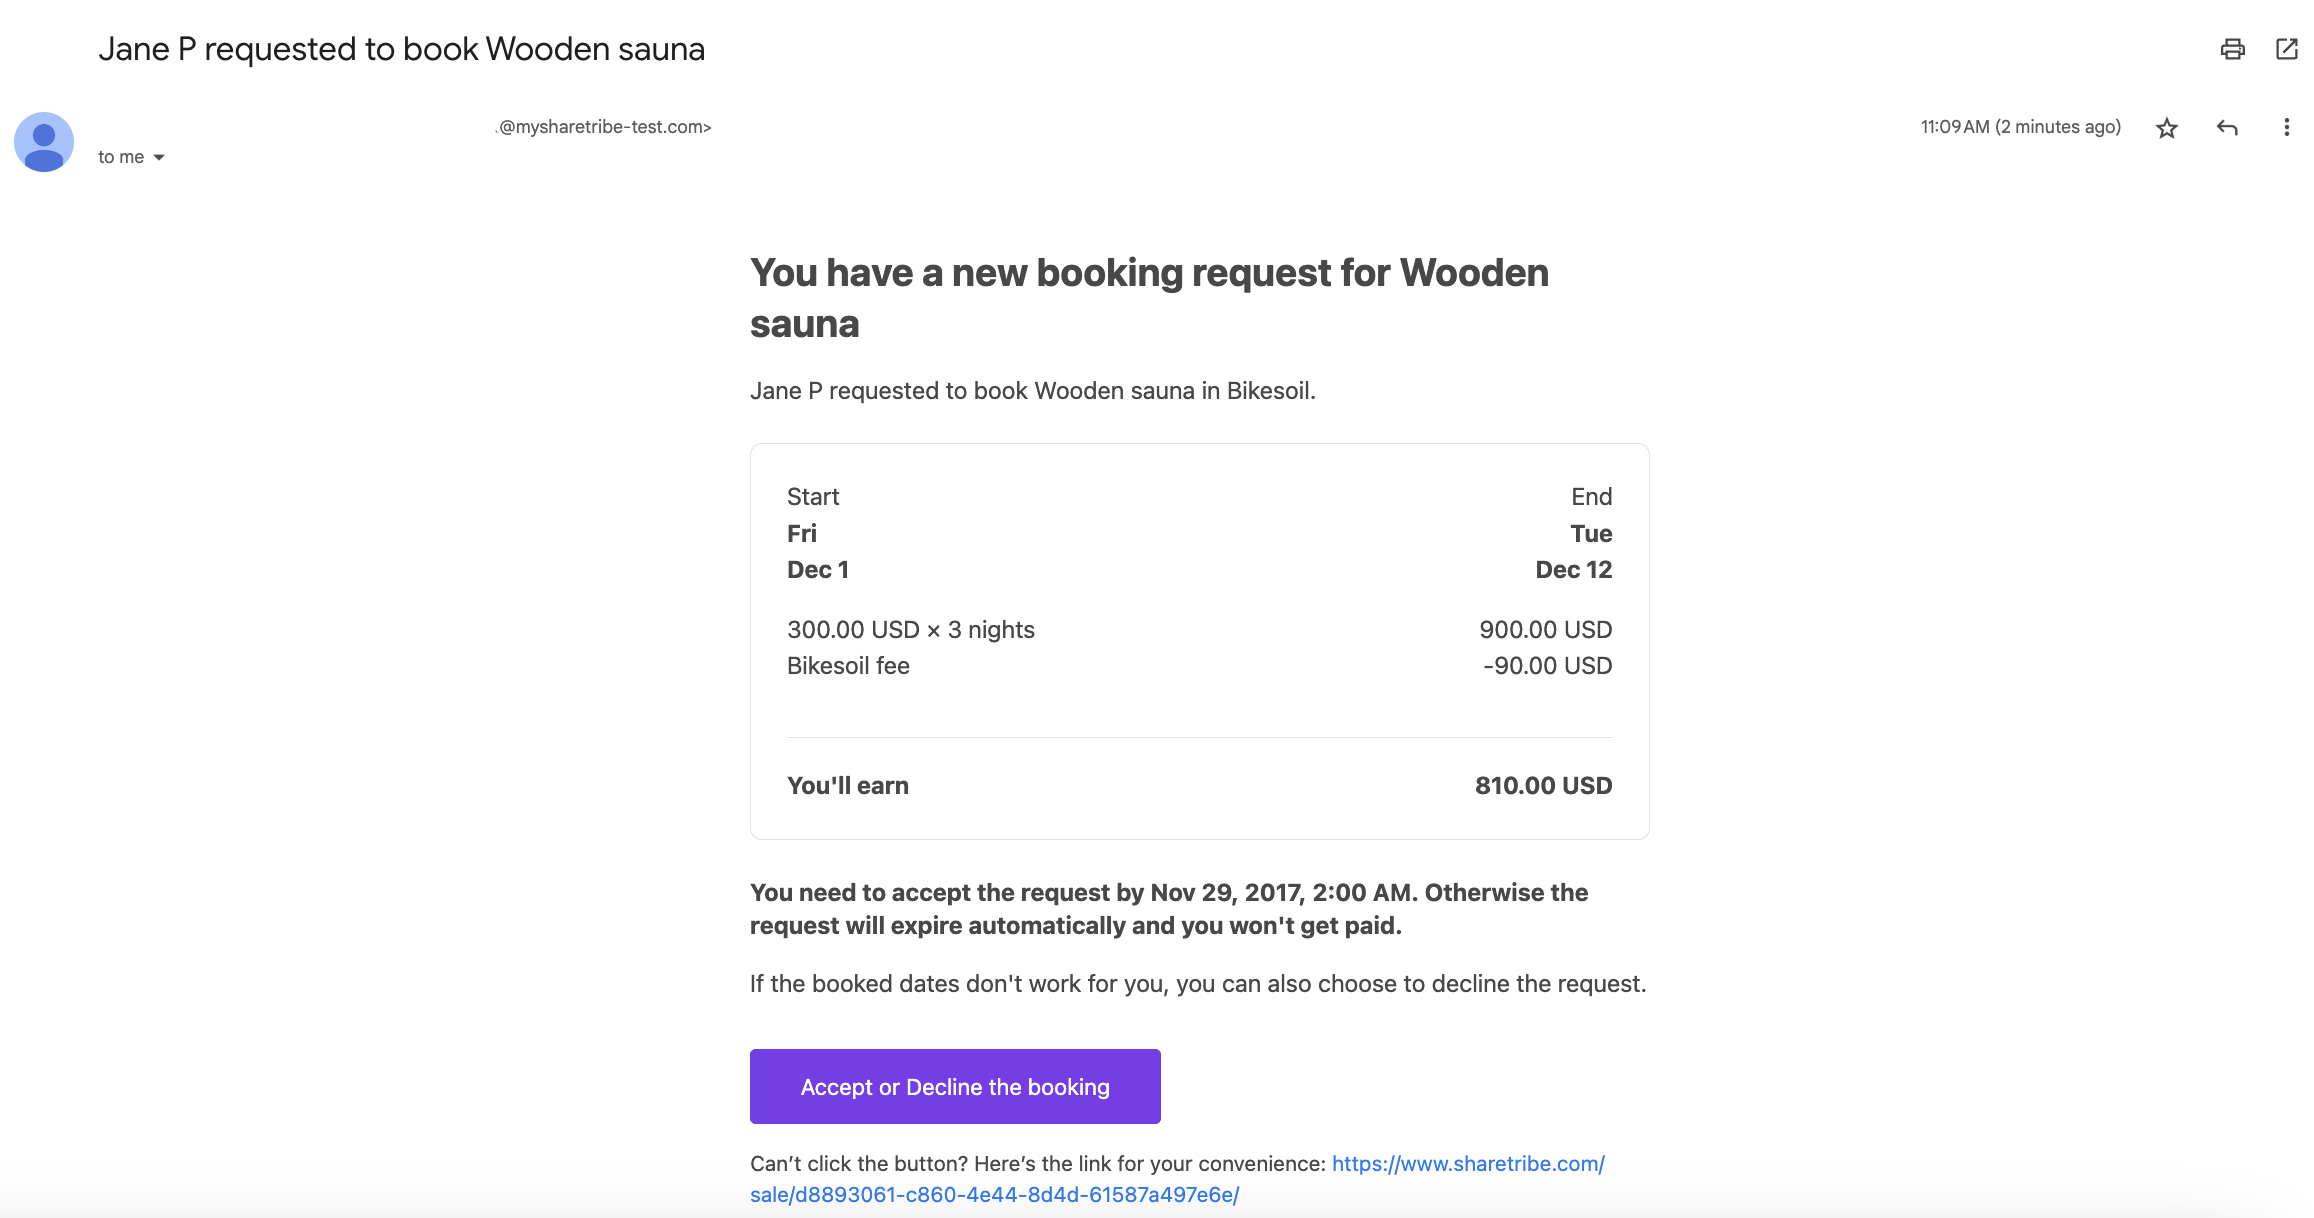 Jane P requested to book Wooden sauna
.@mysharetribe-test.com>
11:09 AM (2 minutes ago)
to me
You have a new booking request for Wooden
sauna
Jane P requested to book Wooden sauna in Bikesoil.
Start End
Fri Tue
Dec 1 Dec 12
300.00 USD × 3 nights 900.00 USD
Bikesoil fee -90.00 USD
You'll earn 810.00 USD
You need to accept the request by Nov 29, 2017, 2:00 AM. Otherwise the
request will expire automatically and you won't get paid.
If the booked dates don't work for you, you can also choose to decline the request.
Accept or Decline the booking
Can’t click the button? Here’s the link for your convenience: https://www.sharetribe.com/
sale/d8893061-c860-4e44-8d4d-61587a497e6e/